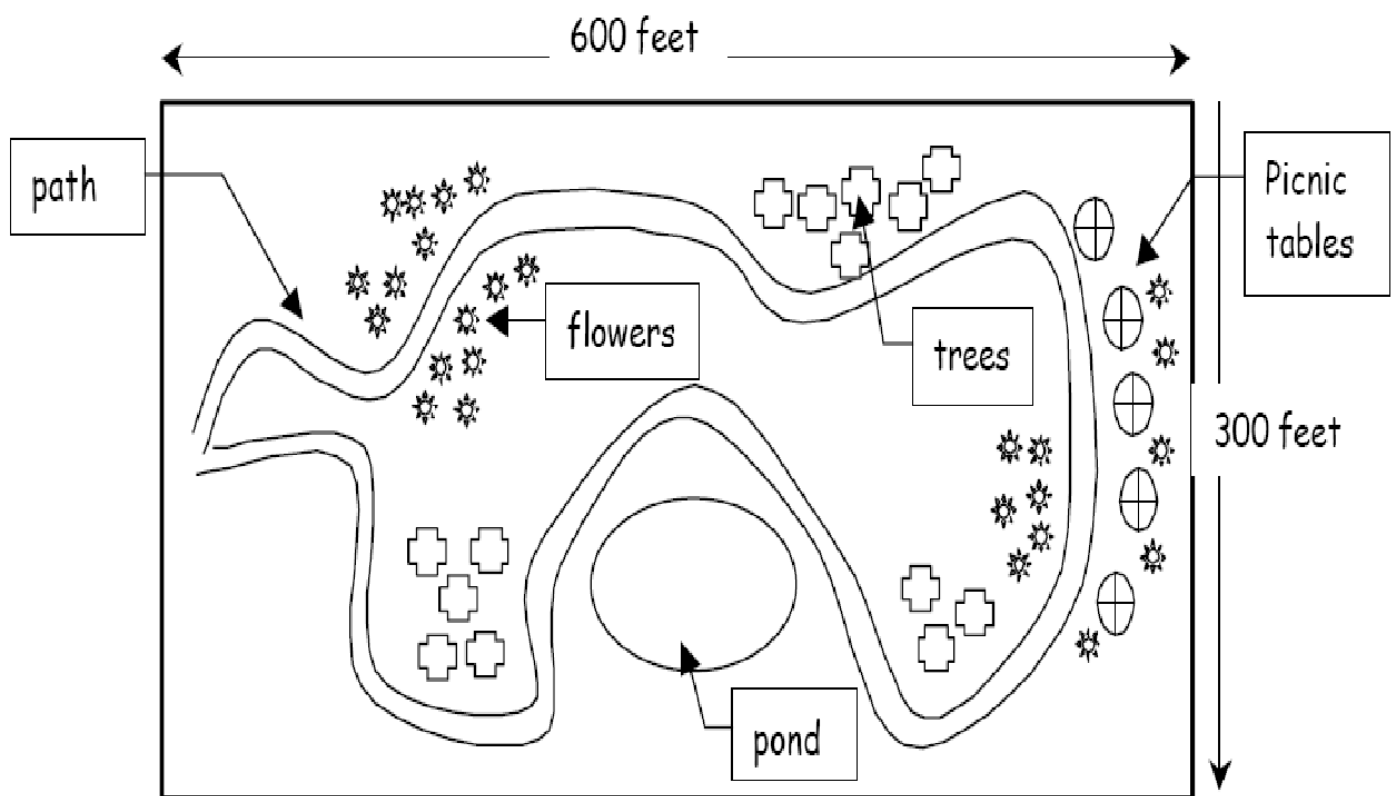 600 feet
path
Picnic
tables
flowers
trees
300 feet
pond